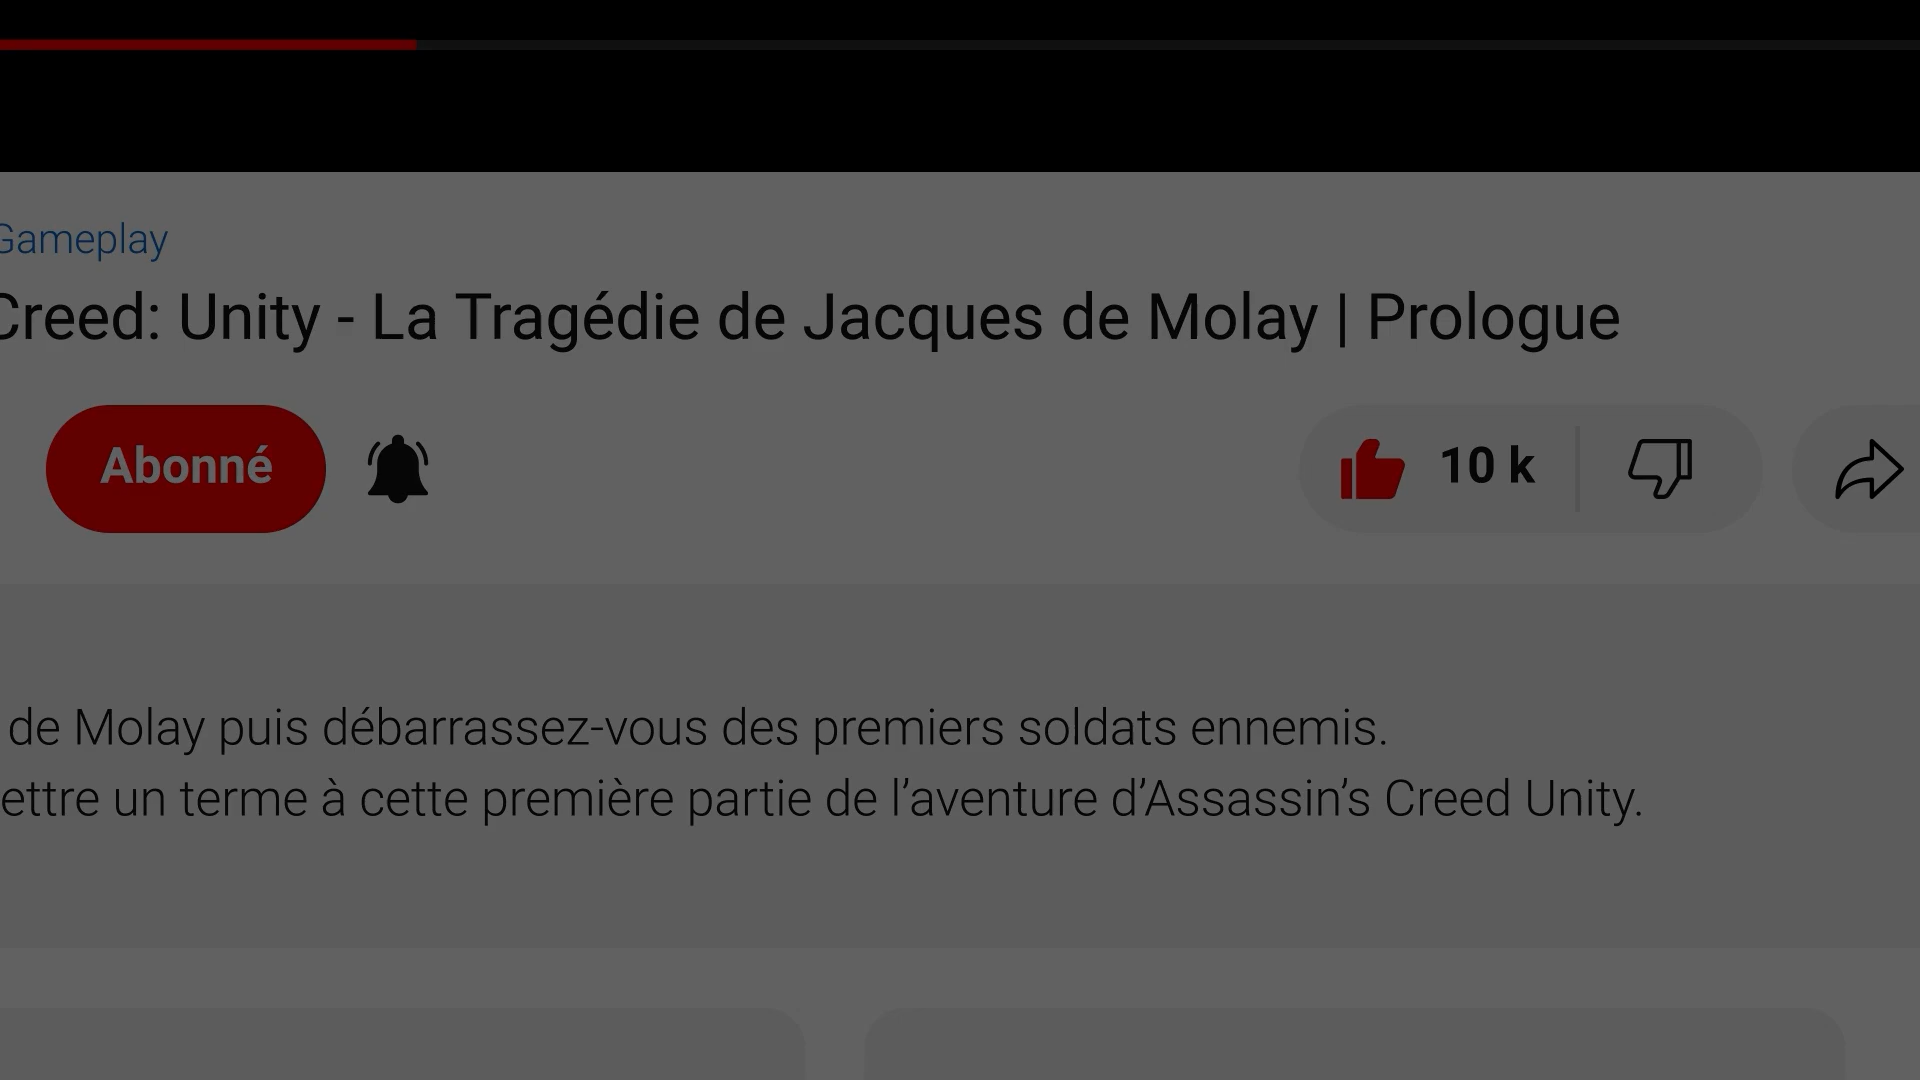 Gameplay
Creed: Unity - La Tragédie de Jacques de Molay | Prologue
Abonné
10 k
de Molay puis débarrassez-vous des premiers soldats ennemis.
ettre un terme à cette première partie de l’aventure d’Assassin’s Creed Unity.